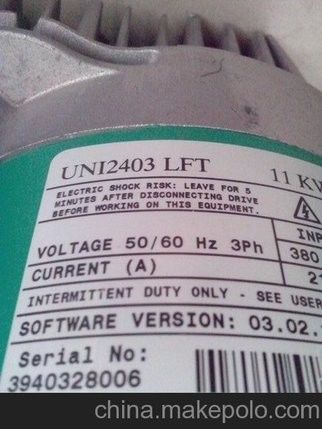 UNI2403 LFT 11 KW
ELECTRIC SHOCK RISK: LEAVE FOR 5
MINUTES AFTER DISCONNECTING DRIVE
BEFORE WORKING ON THIS EQUIPMENT.
INP
VOLTAGE 50/60 Hz 3Ph 380
CURRENT (A) 21
INTERMITTENT DUTY ONLY - SEE USER
SOFTWARE VERSION: 03.02.
Serial No:
3940328006
china.makepolo.com